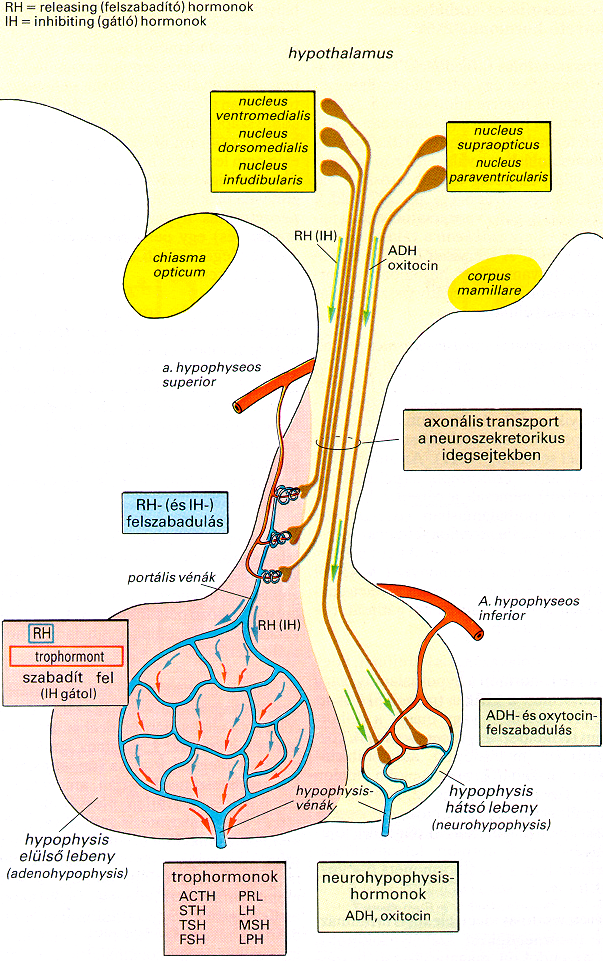 RH = releasing (felszabadító) hormonok
IH = inhibiting (gátló) hormonok
hypothalamus
nucleus
ventromedialis
nucleus
dorsomedialis
nucleus
infudibularis
nucleus
supraopticus
nucleus
paraventricularis
RH (IH)
ADH
oxitocin
chiasma
opticum
corpus
mamillare
a. hypophyseos
superior
axonális transzport
a neuroszekretorikus
idegsejtekben
RH- (és IH-)
felszabadulás
portális vénák
RH (IH)
A. hypophyseos
inferior
RH
trophormont
szabadít fel
(IH gátol)
ADH- és oxytocin-
felszabadulás
hypophysis-
vénák
hypophysis
hátsó lebeny
(neurohypophysis)
hypophysis
elülső lebeny
(adenohypophysis)
trophormonok
ACTH PRL
STH LH
TSH MSH
FSH LPH
neurohypophysis-
hormonok
ADH, oxitocin